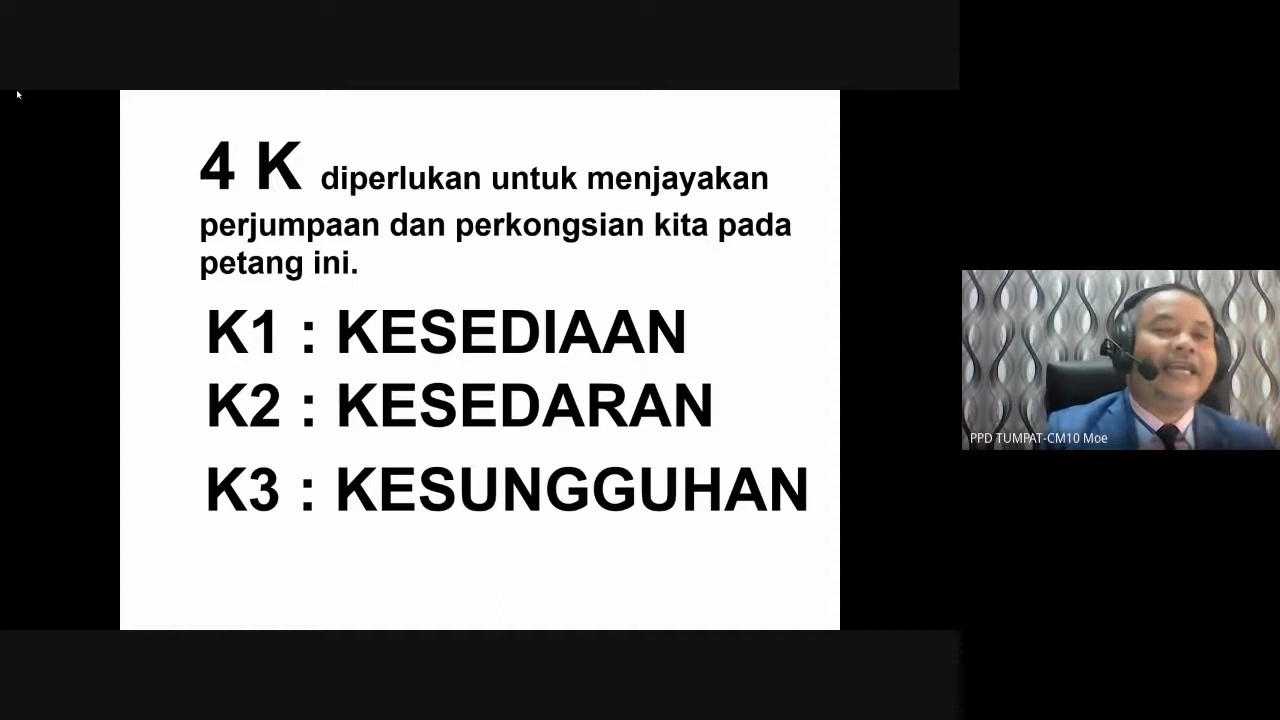 4 K diperlukan untuk menjayakan
perjumpaan dan perkongsian kita pada
petang ini.
K1 : KESEDIAAN
K2 : KESEDARAN
K3 : KESUNGGUHAN
PPD TUMPAT-CM10 Moe